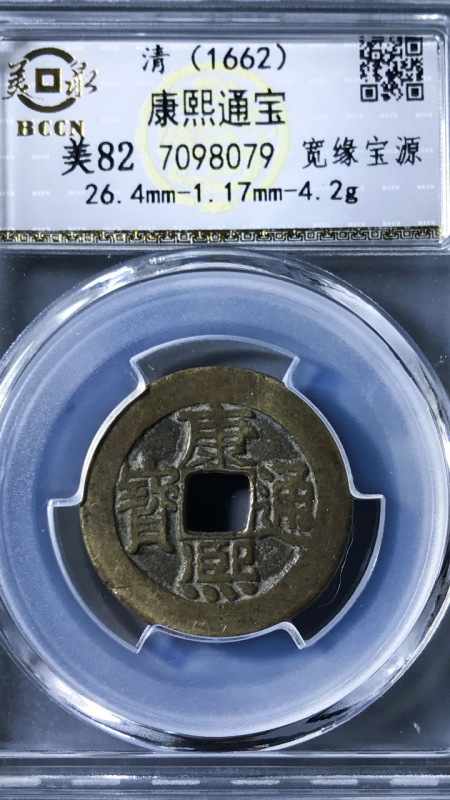 清（1662）
美泉
BCCN
康熙通宝
美82 7098079 宽缘宝源
26.4mm-1.17mm-4.2g
康熙通寶